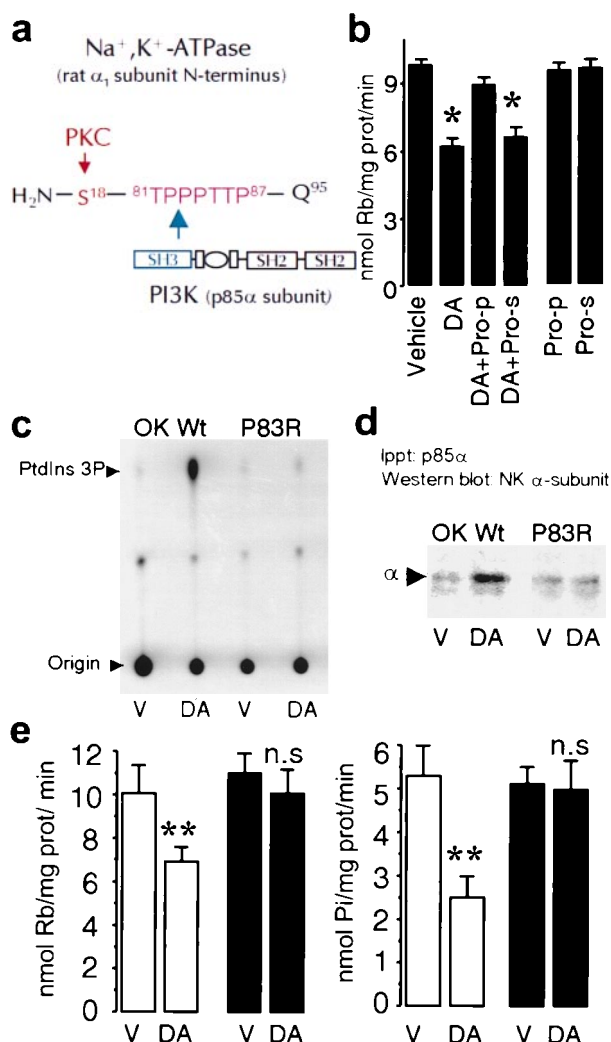 a
Na⁺,K⁺-ATPase
(rat α₁ subunit N-terminus)
PKC
H₂N—S¹⁸—⁸¹TPPPTTP⁸⁷—Q⁹⁵
SH3 SH2 SH2
PI3K (p85α subunit)
b
nmol Rb/mg prot/min
9
6
3
0
Vehicle
DA
DA+Pro-p
DA+Pro-s
Pro-p
Pro-s
* *
c
OK Wt P83R
PtdIns 3P
Origin
V DA V DA
d
Ippt: p85α
Western blot: NK α-subunit
OK Wt P83R
α
V DA V DA
e
nmol Rb/mg prot/ min
12
10
8
6
4
2
0
** n.s
V DA V DA
nmol Pi/mg prot/min
6
5
4
3
2
1
0
** n.s
V DA V DA